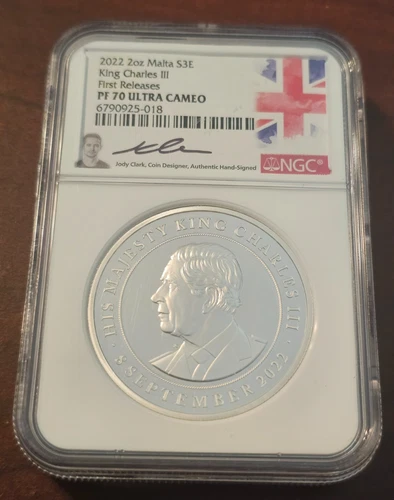 2022 2oz Malta S3E
King Charles III
First Releases
PF 70 ULTRA CAMEO
6790925-018
NGC®
Jody Clark, Coin Designer, Authentic Hand-Signed
· HIS MAJESTY KING CHARLES III ·
8 SEPTEMBER 2022